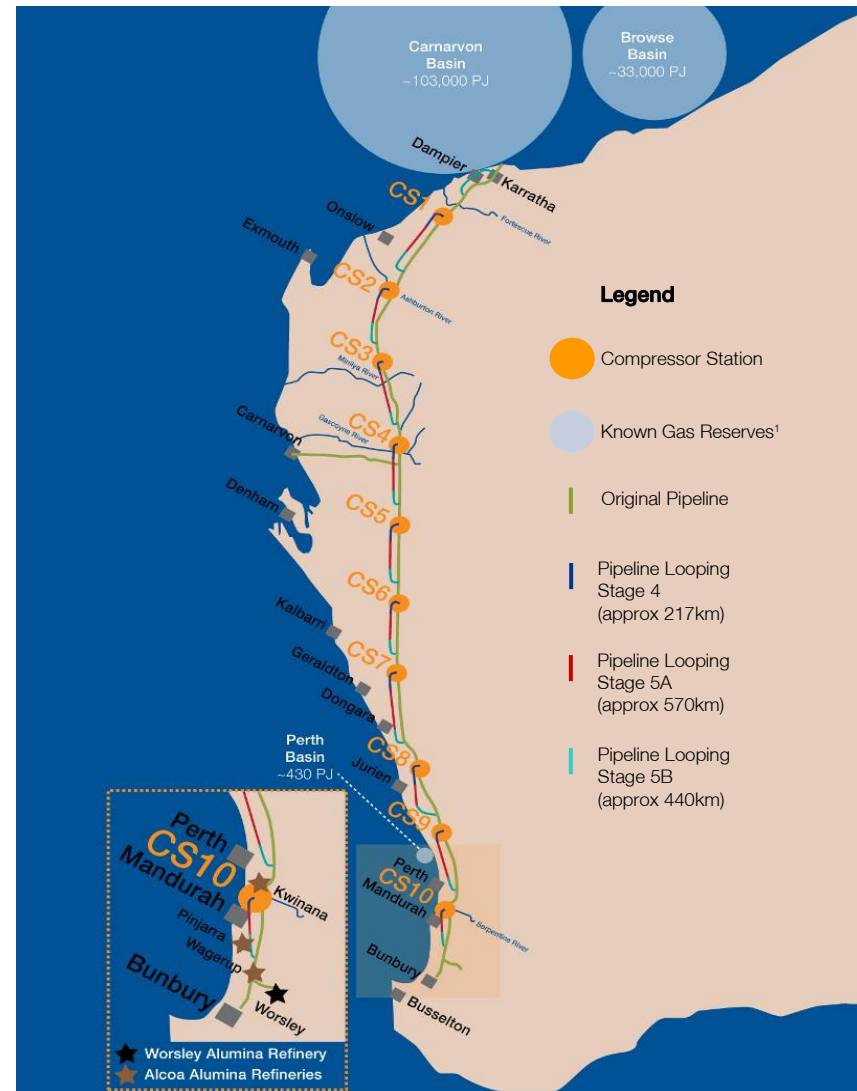 Carnarvon
Basin
~103,000 PJ
Browse
Basin
~33,000 PJ
Dampier
Karratha
CS1
Fortescue River
Onslow
Exmouth
CS2
Ashburton River
CS3
Minilya River
CS4
Gascoyne River
Carnarvon
Denham
CS5
CS6
Kalbarri
CS7
Geraldton
Dongara
CS8
Perth
Basin
~430 PJ
Jurien
CS9
Perth
CS10
Mandurah
Serpentine River
Bunbury
Busselton
Legend
Compressor Station
Known Gas Reserves¹
Original Pipeline
Pipeline Looping
Stage 4
(approx 217km)
Pipeline Looping
Stage 5A
(approx 570km)
Pipeline Looping
Stage 5B
(approx 440km)
Perth
CS10
Mandurah
Kwinana
Pinjarra
Wagerup
Bunbury
Worsley
Worsley Alumina Refinery
Alcoa Alumina Refineries